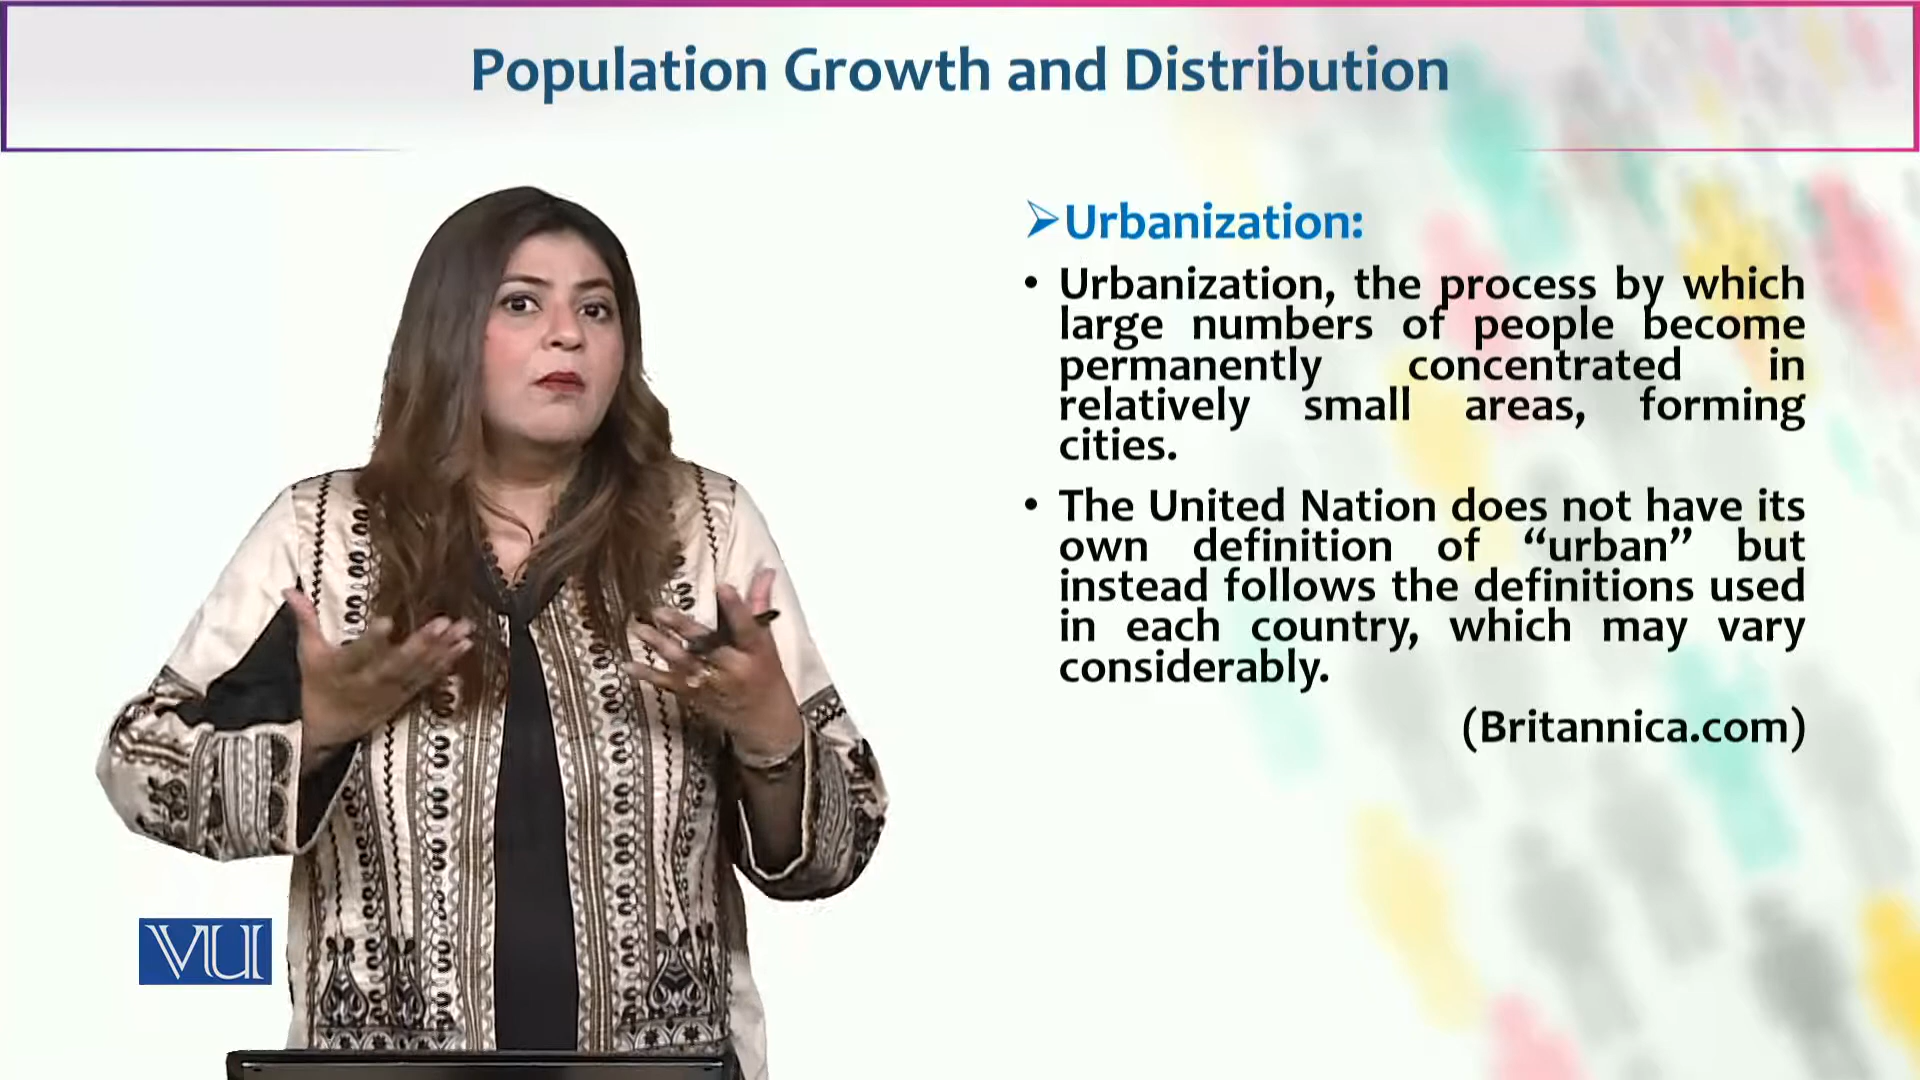 Population Growth and Distribution
➢Urbanization:
• Urbanization, the process by which
large numbers of people become
permanently concentrated in
relatively small areas, forming
cities.
• The United Nation does not have its
own definition of “urban” but
instead follows the definitions used
in each country, which may vary
considerably.
(Britannica.com)
VU